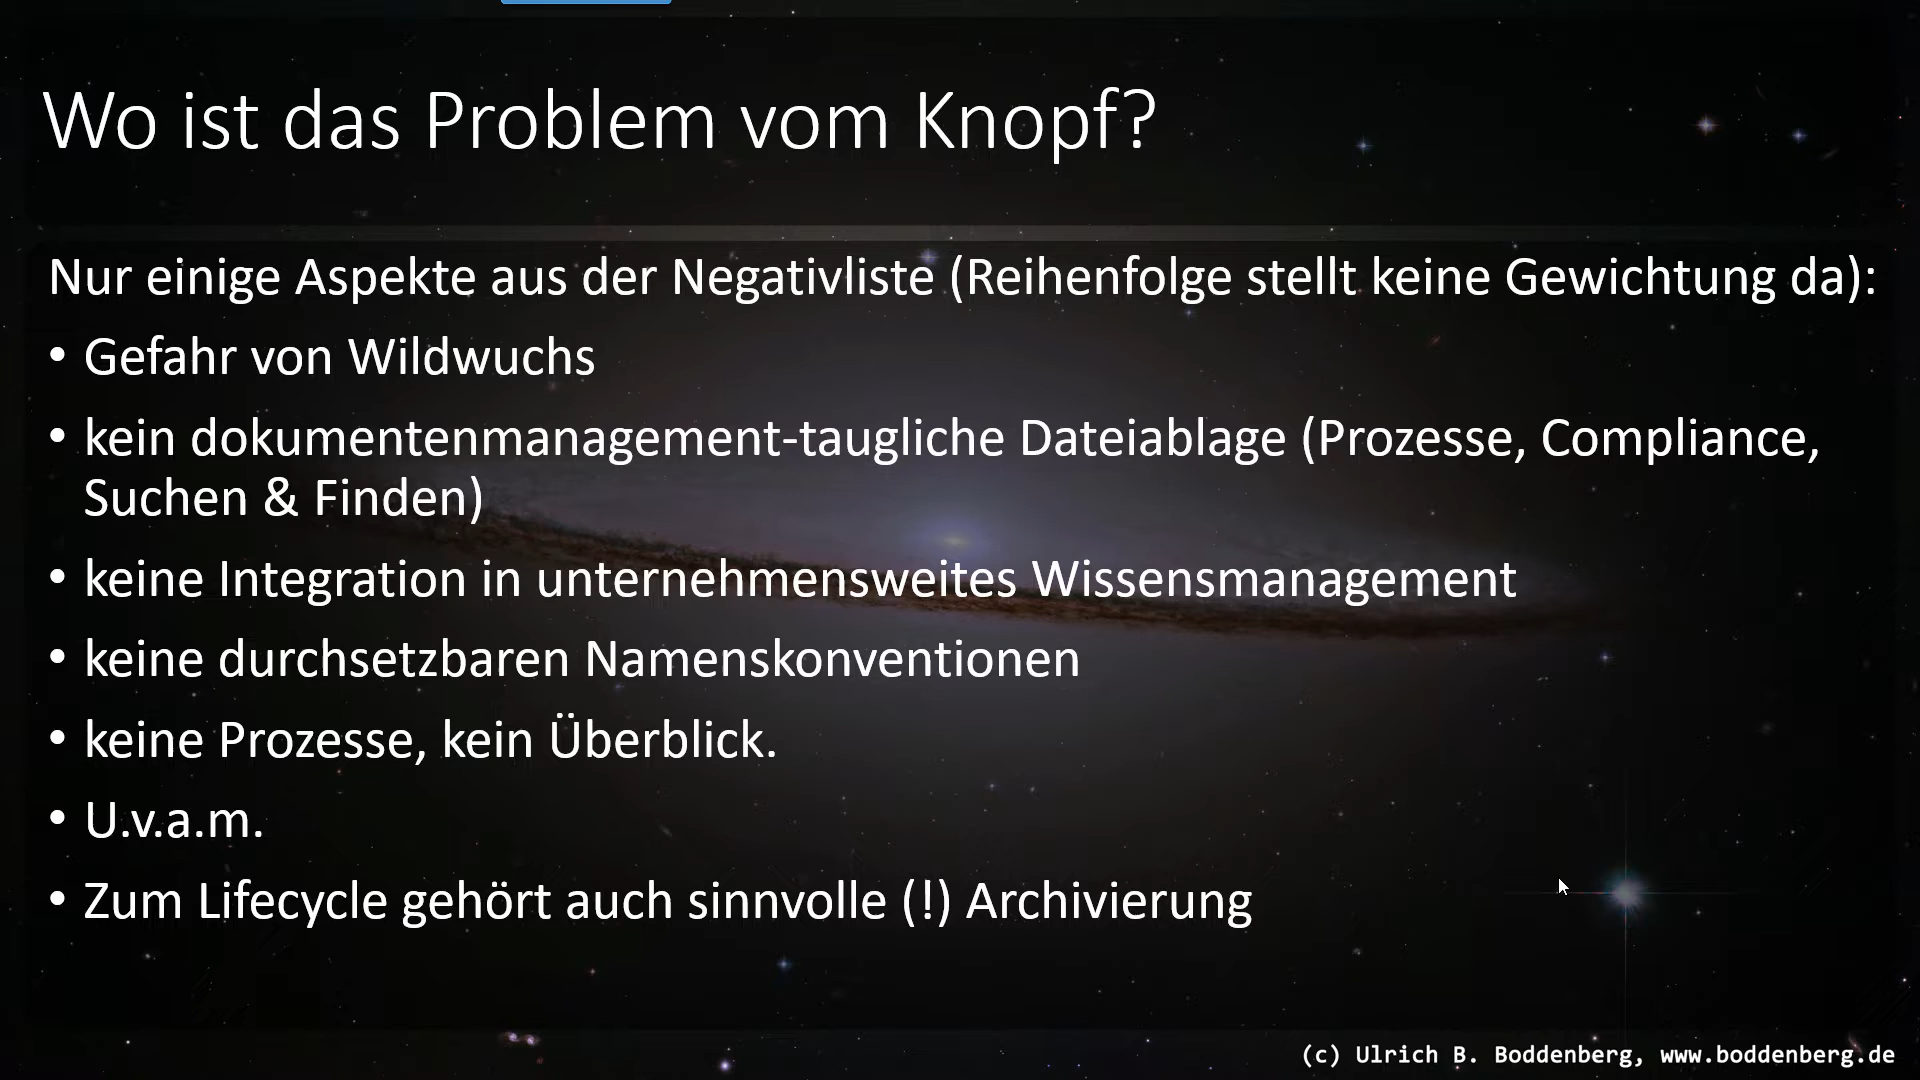 Wo ist das Problem vom Knopf?
Nur einige Aspekte aus der Negativliste (Reihenfolge stellt keine Gewichtung da):
• Gefahr von Wildwuchs
• kein dokumentenmanagement-taugliche Dateiablage (Prozesse, Compliance,
Suchen & Finden)
• keine Integration in unternehmensweites Wissensmanagement
• keine durchsetzbaren Namenskonventionen
• keine Prozesse, kein Überblick.
• U.v.a.m.
• Zum Lifecycle gehört auch sinnvolle (!) Archivierung
(c) Ulrich B. Boddenberg, www.boddenberg.de